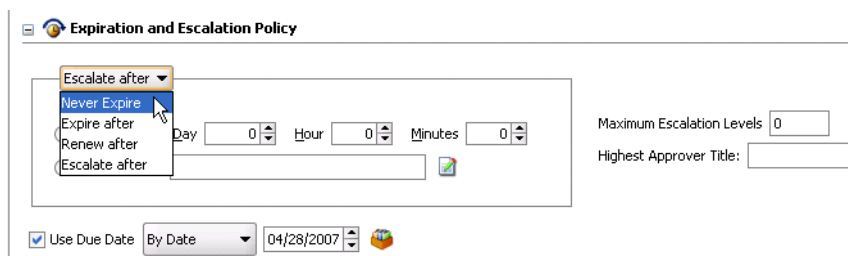 Expiration and Escalation Policy
Escalate after
Never Expire
Expire after
Renew after
Escalate after
Day 0 Hour 0 Minutes 0
Maximum Escalation Levels 0
Highest Approver Title:
Use Due Date By Date 04/28/2007